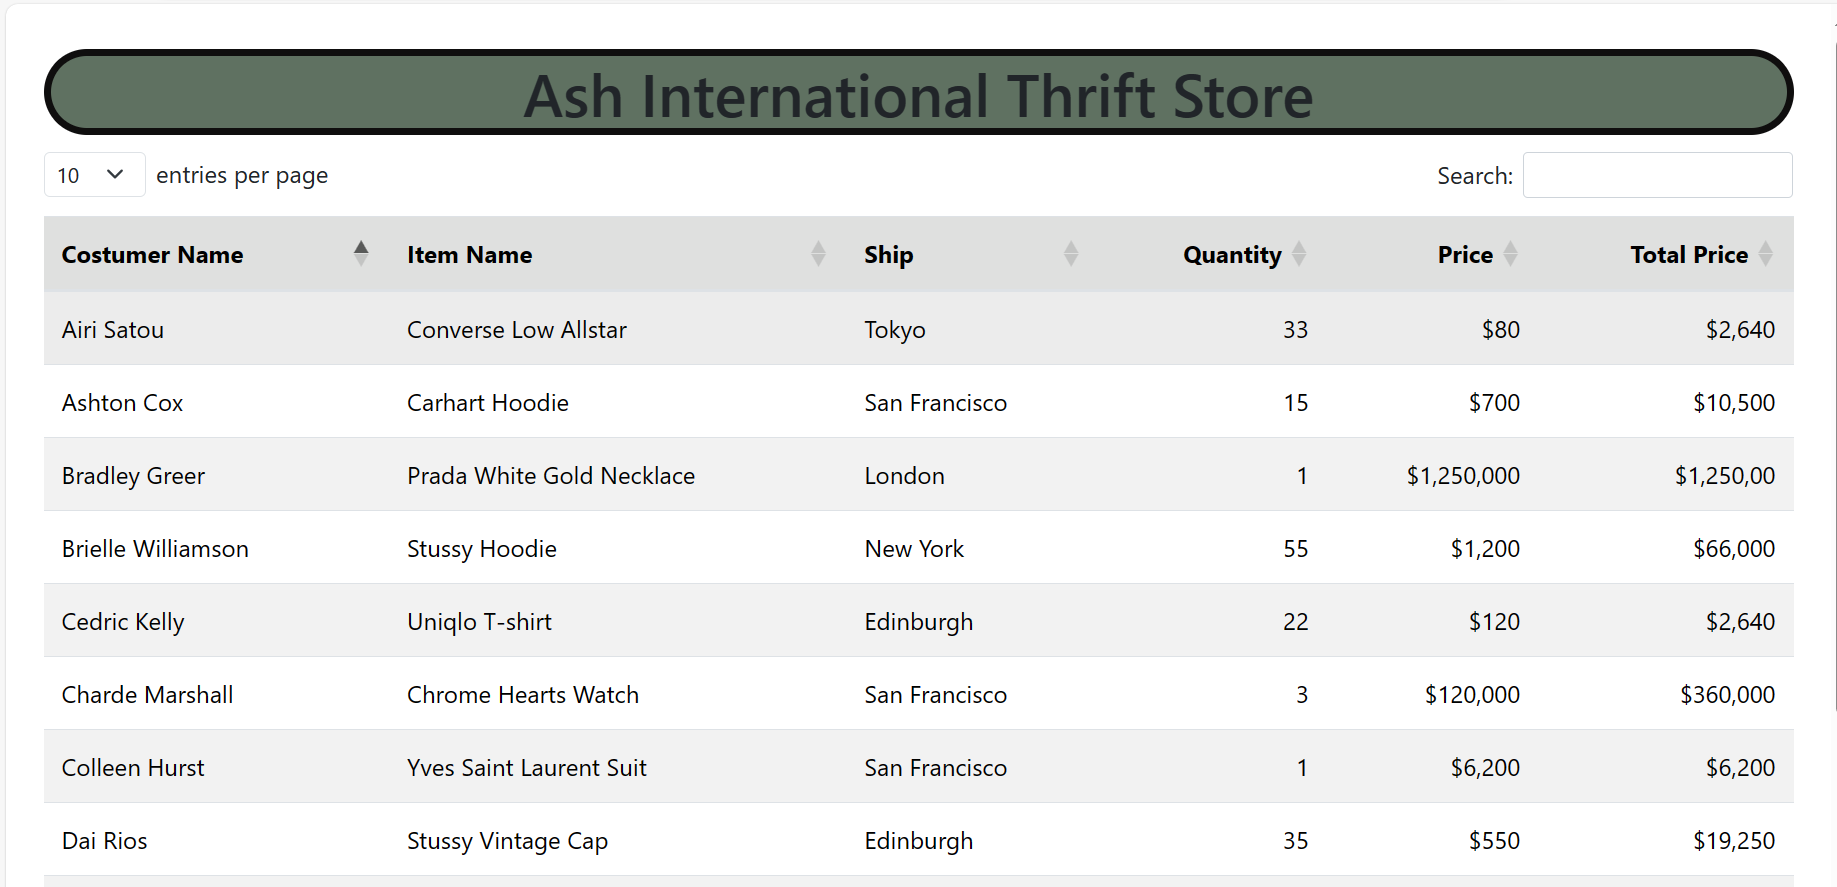 Ash International Thrift Store
10 entries per page Search:
Costumer Name Item Name Ship Quantity Price Total Price
Airi Satou Converse Low Allstar Tokyo 33 $80 $2,640
Ashton Cox Carhart Hoodie San Francisco 15 $700 $10,500
Bradley Greer Prada White Gold Necklace London 1 $1,250,000 $1,250,00
Brielle Williamson Stussy Hoodie New York 55 $1,200 $66,000
Cedric Kelly Uniqlo T-shirt Edinburgh 22 $120 $2,640
Charde Marshall Chrome Hearts Watch San Francisco 3 $120,000 $360,000
Colleen Hurst Yves Saint Laurent Suit San Francisco 1 $6,200 $6,200
Dai Rios Stussy Vintage Cap Edinburgh 35 $550 $19,250